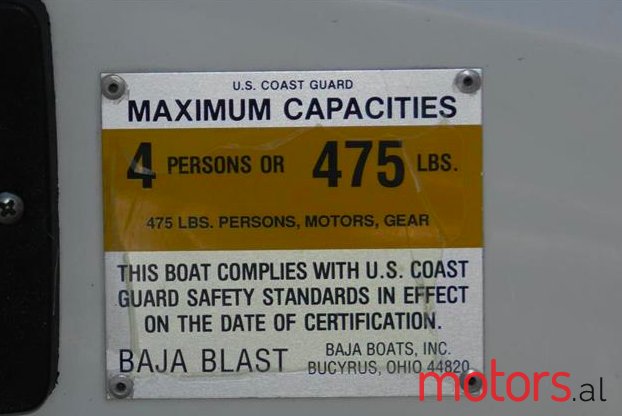 U.S. COAST GUARD
MAXIMUM CAPACITIES
4 PERSONS OR 475 LBS.
475 LBS. PERSONS, MOTORS, GEAR
THIS BOAT COMPLIES WITH U.S. COAST
GUARD SAFETY STANDARDS IN EFFECT
ON THE DATE OF CERTIFICATION.
BAJA BLAST BAJA BOATS, INC.
BUCYRUS, OHIO 44820
motors.al